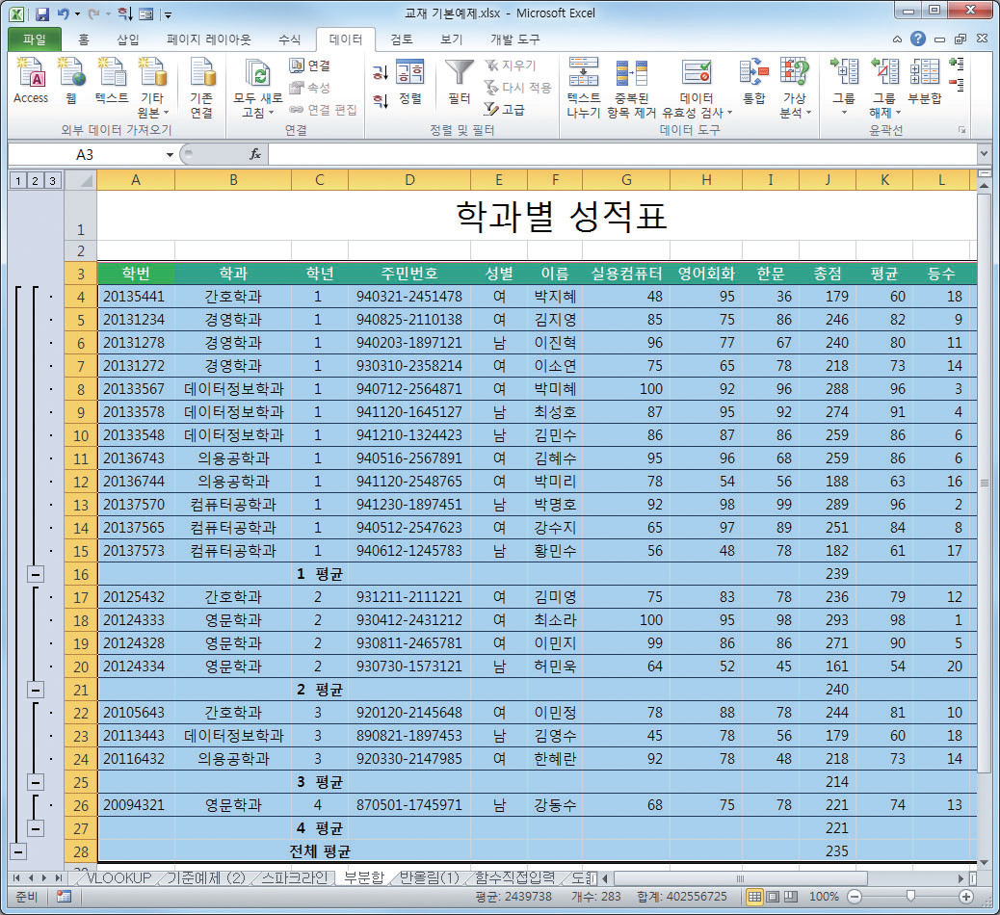 교재 기본예제.xlsx - Microsoft Excel
파일 홈 삽입 페이지 레이아웃 수식 데이터 검토 보기 개발 도구
Access 웹 텍스트 기타 원본 기존 연결 모두 새로 고침 연결 속성 연결 편집 정렬 필터 지우기 다시 적용 고급 텍스트 나누기 중복된 항목 제거 데이터 유효성 검사 통합 가상 분석 그룹 그룹 해제 부분합
외부 데이터 가져오기 연결 정렬 및 필터 데이터 도구 윤곽선
A3 fx
1 2 3 A B C D E F G H I J K L
1 학과별 성적표
2
3 학번 학과 학년 주민번호 성별 이름 실용컴퓨터 영어회화 한문 총점 평균 등수
4 20135441 간호학과 1 940321-2451478 여 박지혜 48 95 36 179 60 18
5 20131234 경영학과 1 940825-2110138 여 김지영 85 75 86 246 82 9
6 20131278 경영학과 1 940203-1897121 남 이진혁 96 77 67 240 80 11
7 20131272 경영학과 1 930310-2358214 여 이소연 75 65 78 218 73 14
8 20133567 데이터정보학과 1 940712-2564871 여 박미혜 100 92 96 288 96 3
9 20133578 데이터정보학과 1 941120-1645127 남 최성호 87 95 92 274 91 4
10 20133548 데이터정보학과 1 941210-1324423 남 김민수 86 87 86 259 86 6
11 20136743 의용공학과 1 940516-2567891 여 김혜수 95 96 68 259 86 6
12 20136744 의용공학과 1 941120-2548765 여 박미리 78 54 56 188 63 16
13 20137570 컴퓨터공학과 1 941230-1897451 남 박명호 92 98 99 289 96 2
14 20137565 컴퓨터공학과 1 940512-2547623 여 강수지 65 97 89 251 84 8
15 20137573 컴퓨터공학과 1 940612-1245783 남 황민수 56 48 78 182 61 17
16 1 평균 239
17 20125432 간호학과 2 931211-2111221 여 김미영 75 83 78 236 79 12
18 20124333 영문학과 2 930412-2431212 여 최소라 100 95 98 293 98 1
19 20124328 영문학과 2 930811-2465781 여 이민지 99 86 86 271 90 5
20 20124334 영문학과 2 930730-1573121 남 허민욱 64 52 45 161 54 20
21 2 평균 240
22 20105643 간호학과 3 920120-2145648 여 이민정 78 88 78 244 81 10
23 20113443 데이터정보학과 3 890821-1897453 남 김영수 45 78 56 179 60 18
24 20116432 의용공학과 3 920330-2147985 여 한혜란 92 78 48 218 73 14
25 3 평균 214
26 20094321 영문학과 4 870501-1745971 남 강동수 68 75 78 221 74 13
27 4 평균 221
28 전체 평균 235
VLOOKUP 기준예제 (2) 스파크라인 부분합 반올림(1) 함수직접입력
준비 평균: 2439738 개수: 283 합계: 402556725 100%